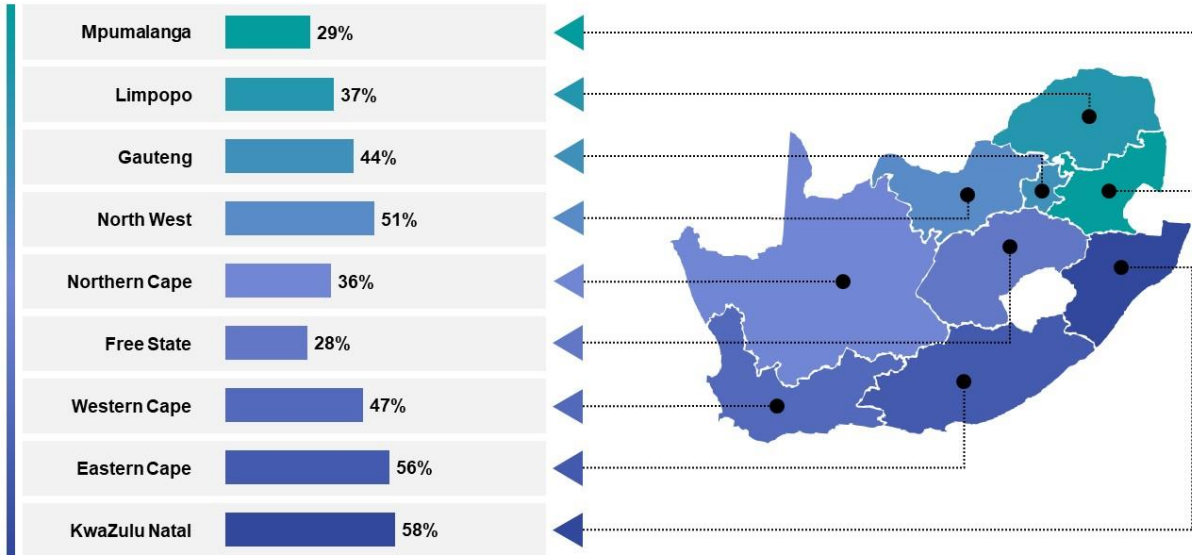 Mpumalanga 29%
Limpopo 37%
Gauteng 44%
North West 51%
Northern Cape 36%
Free State 28%
Western Cape 47%
Eastern Cape 56%
KwaZulu Natal 58%